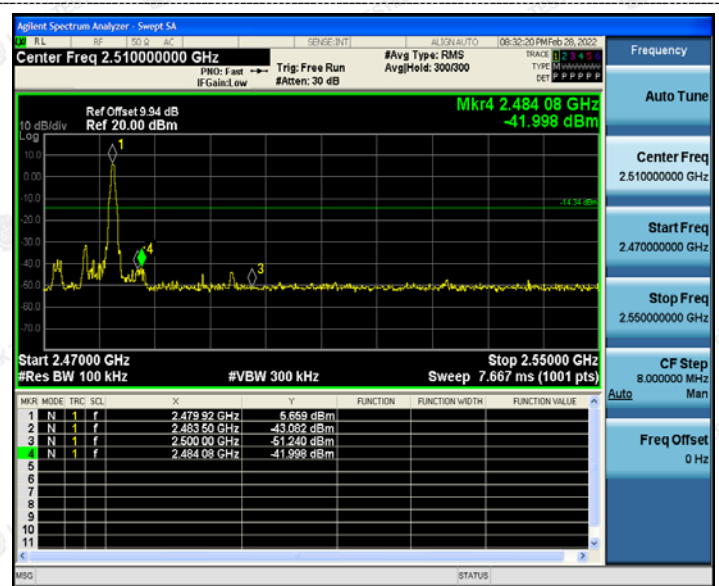 Agilent Spectrum Analyzer - Swept SA
RL RF 50 Ω AC SENSE:INT ALIGN AUTO 08:32:20 PM Feb 28, 2022
Center Freq 2.510000000 GHz #Avg Type: RMS TRACE 1 2 3 4 5 6
PNO: Fast Trig: Free Run Avg|Hold: 300/300 TYPE M W W W W W
IFGain:Low #Atten: 30 dB DET P P P P P P
Ref Offset 9.94 dB Mkr4 2.484 08 GHz
10 dB/div Ref 20.00 dBm -41.998 dBm
Log
10.0
0.00
-10.0
-20.0
-30.0
-40.0
-50.0
-60.0
-70.0
1
4
3
-14.34 dBm
Start 2.47000 GHz Stop 2.55000 GHz
#Res BW 100 kHz #VBW 300 kHz Sweep 7.667 ms (1001 pts)
MKR MODE TRC SCL X Y FUNCTION FUNCTION WIDTH FUNCTION VALUE
1 N 1 f 2.479 92 GHz 5.659 dBm
2 N 1 f 2.483 50 GHz -43.082 dBm
3 N 1 f 2.500 00 GHz -51.240 dBm
4 N 1 f 2.484 08 GHz -41.998 dBm
5
6
7
8
9
10
11
MSG STATUS
Frequency
Auto Tune
Center Freq
2.510000000 GHz
Start Freq
2.470000000 GHz
Stop Freq
2.550000000 GHz
CF Step
8.000000 MHz
Auto Man
Freq Offset
0 Hz